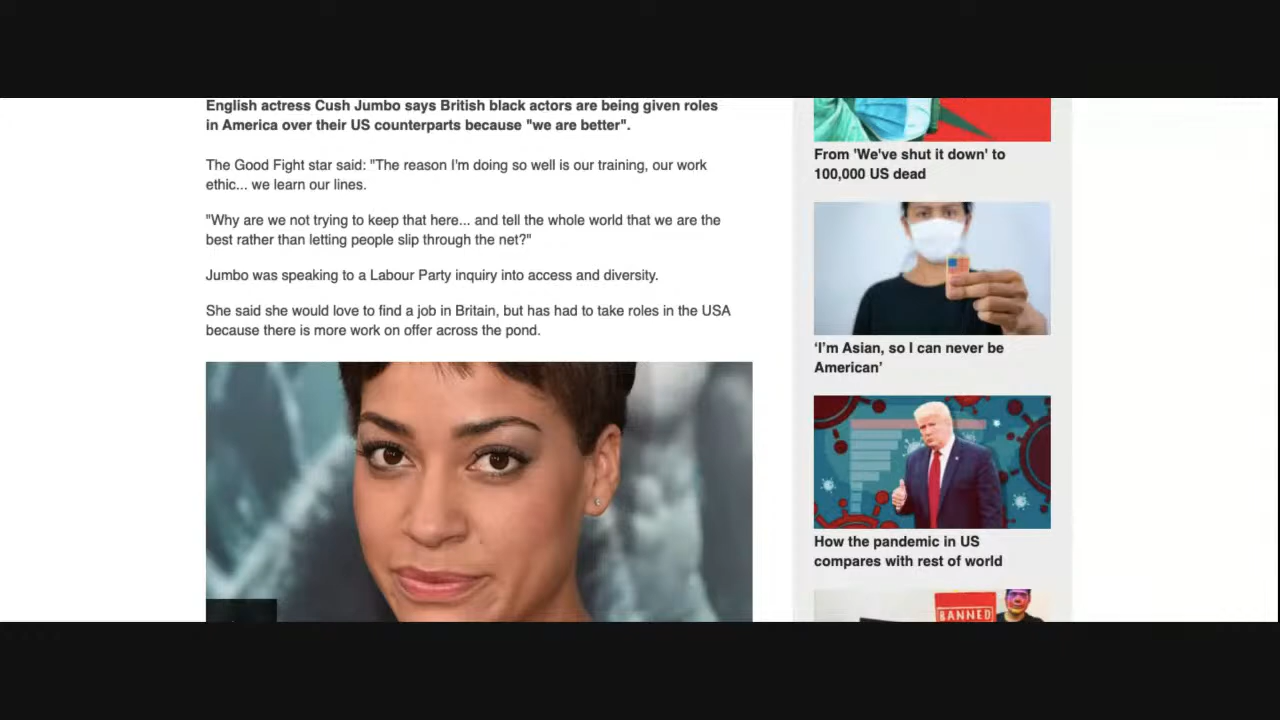 English actress Cush Jumbo says British black actors are being given roles
in America over their US counterparts because "we are better".
The Good Fight star said: "The reason I'm doing so well is our training, our work
ethic... we learn our lines.
"Why are we not trying to keep that here... and tell the whole world that we are the
best rather than letting people slip through the net?"
Jumbo was speaking to a Labour Party inquiry into access and diversity.
She said she would love to find a job in Britain, but has had to take roles in the USA
because there is more work on offer across the pond.
From 'We've shut it down' to
100,000 US dead
‘I’m Asian, so I can never be
American’
How the pandemic in US
compares with rest of world
BANNED